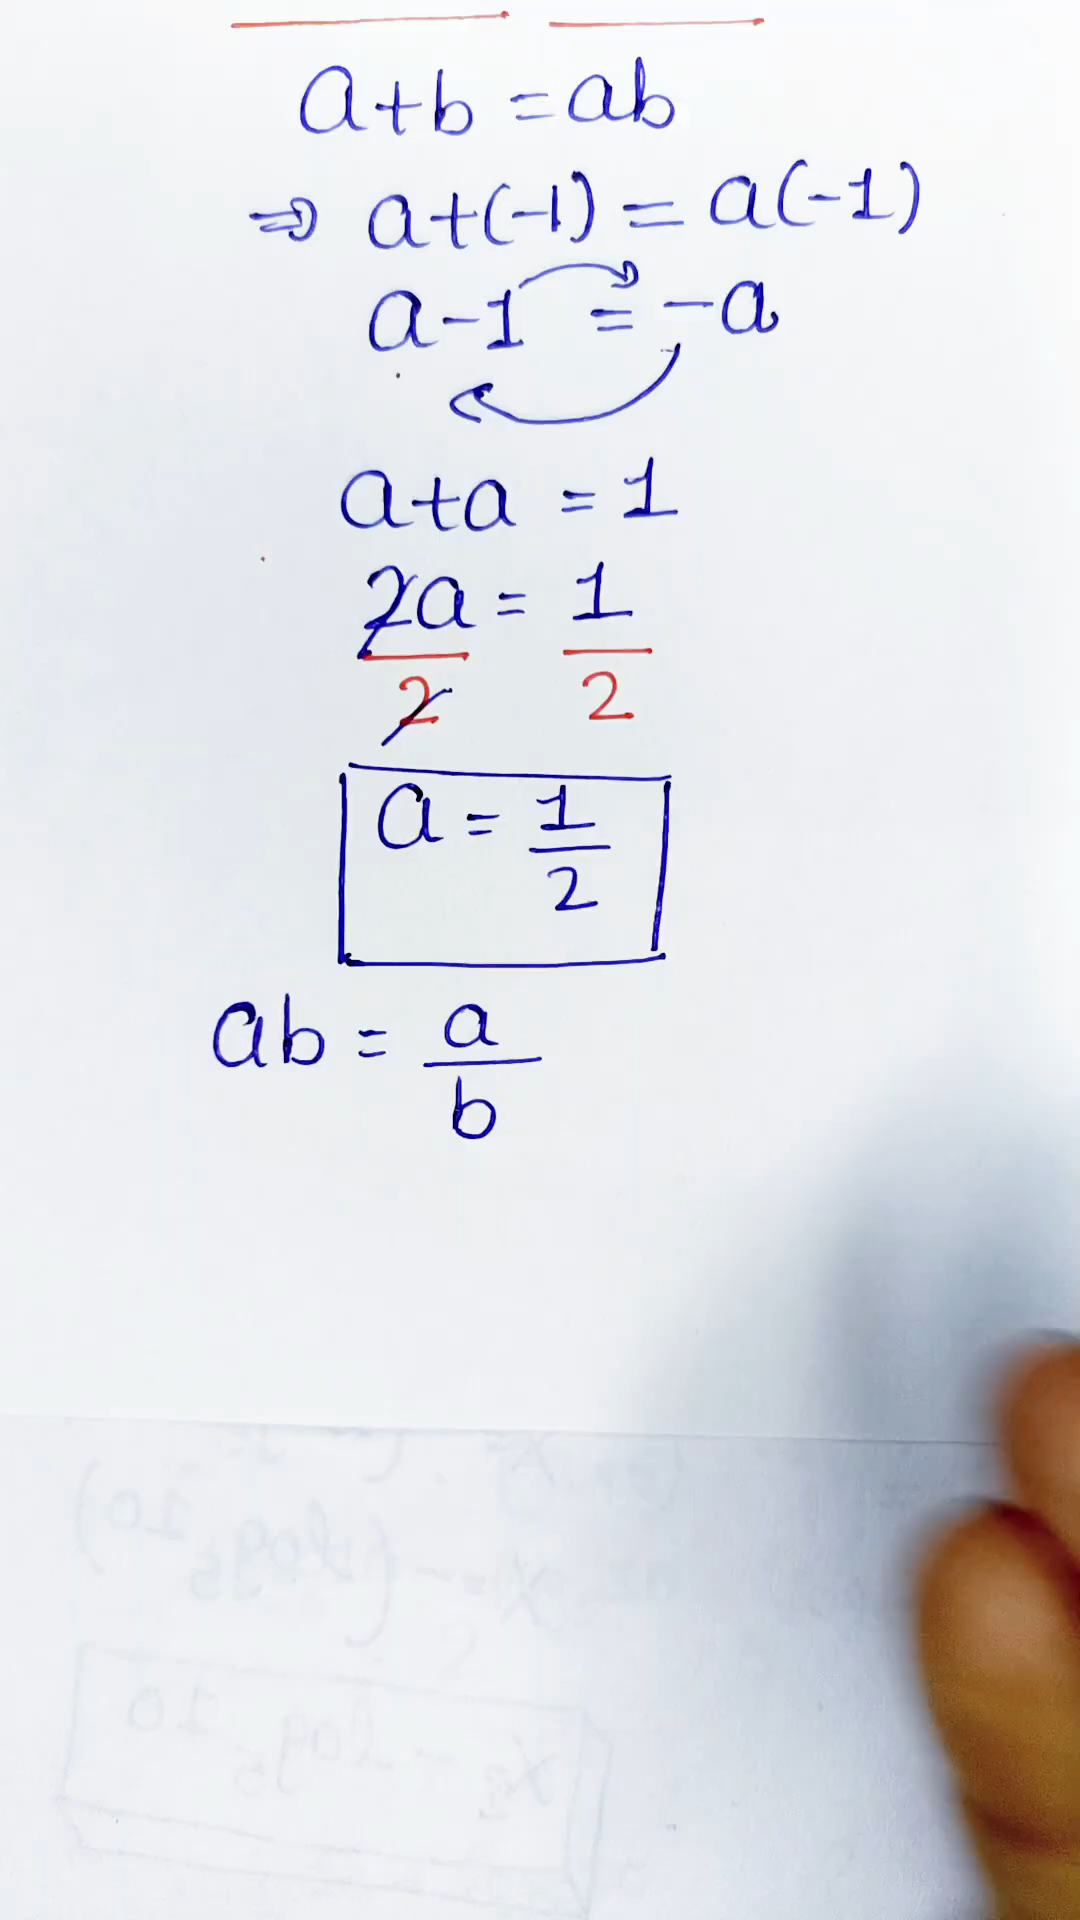 a+b = ab
⇒ a+(-1) = a(-1)
a-1 = -a
a+a = 1
2a/2 = 1/2
a = 1/2
ab = a/b